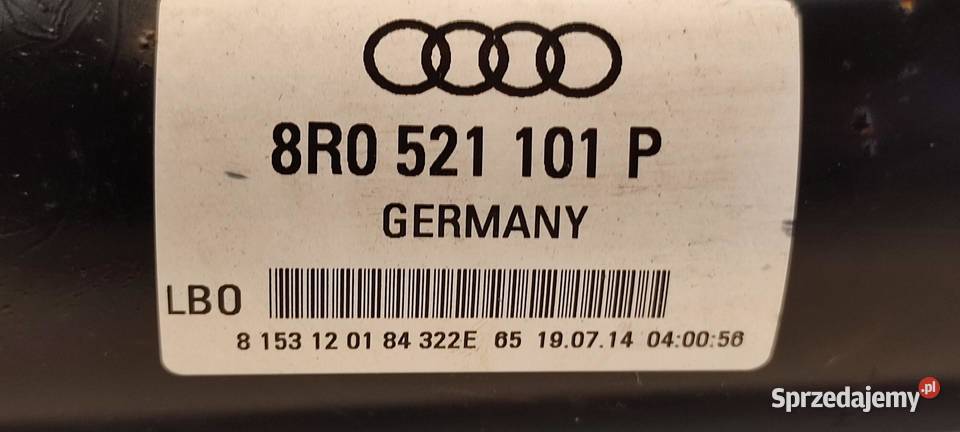 8R0 521 101 P
GERMANY
LB0
8 153 12 01 84 322E 65 19.07.14 04:00:56
Sprzedajemy.pl